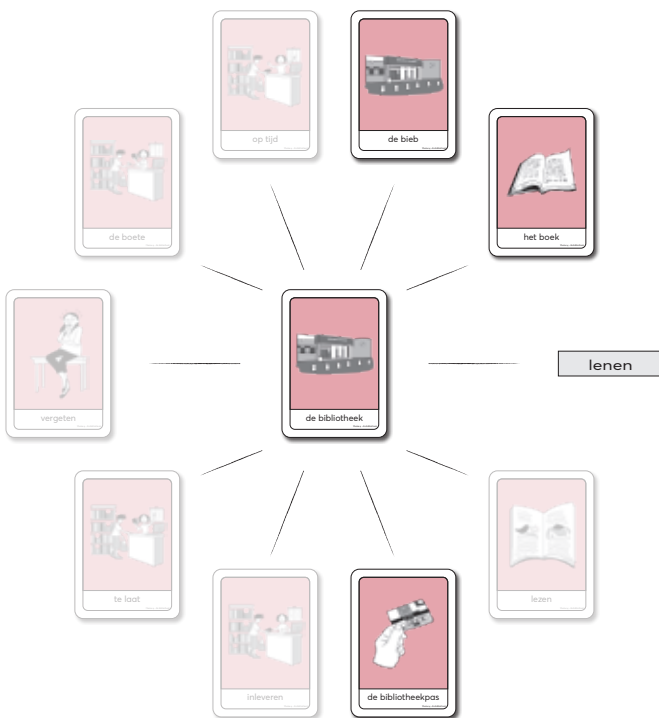 op tijd
de bieb
de boete
het boek
vergeten
de bibliotheek
lenen
te laat
lezen
inleveren
de bibliotheekpas